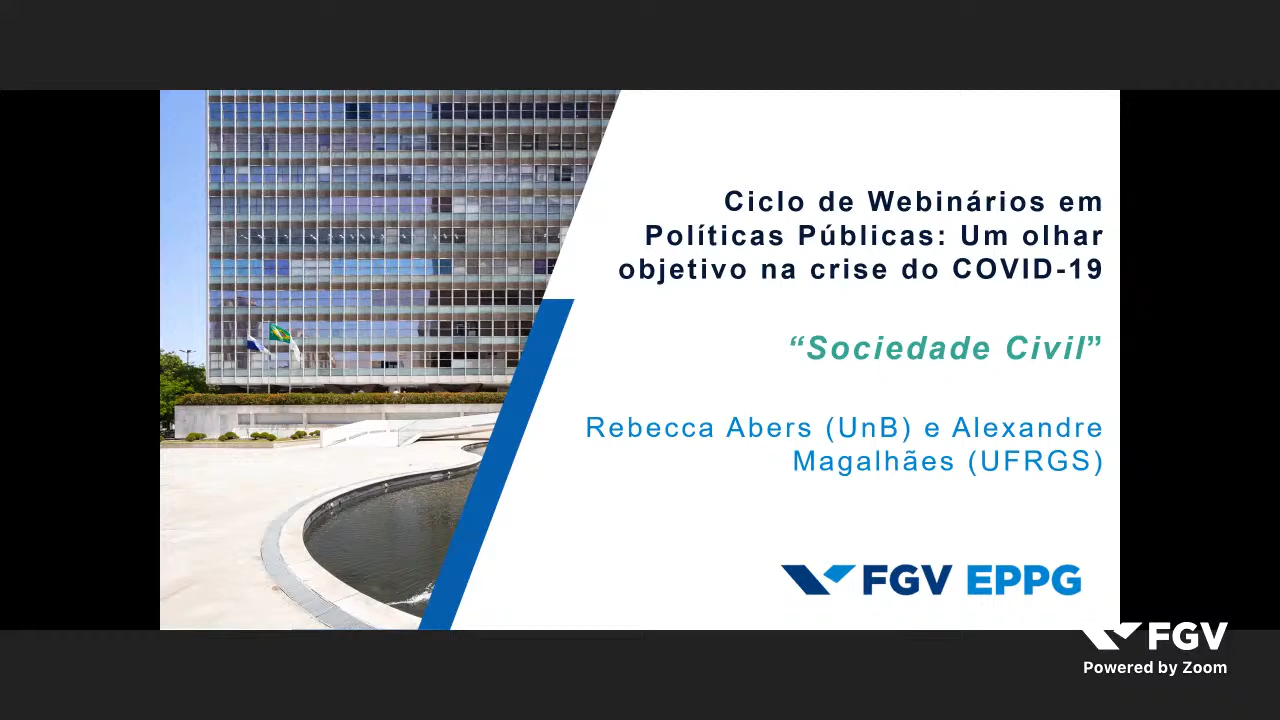 Ciclo de Webinários em
Políticas Públicas: Um olhar
objetivo na crise do COVID-19
“Sociedade Civil”
Rebecca Abers (UnB) e Alexandre
Magalhães (UFRGS)
FGV EPPG
FGV
Powered by Zoom